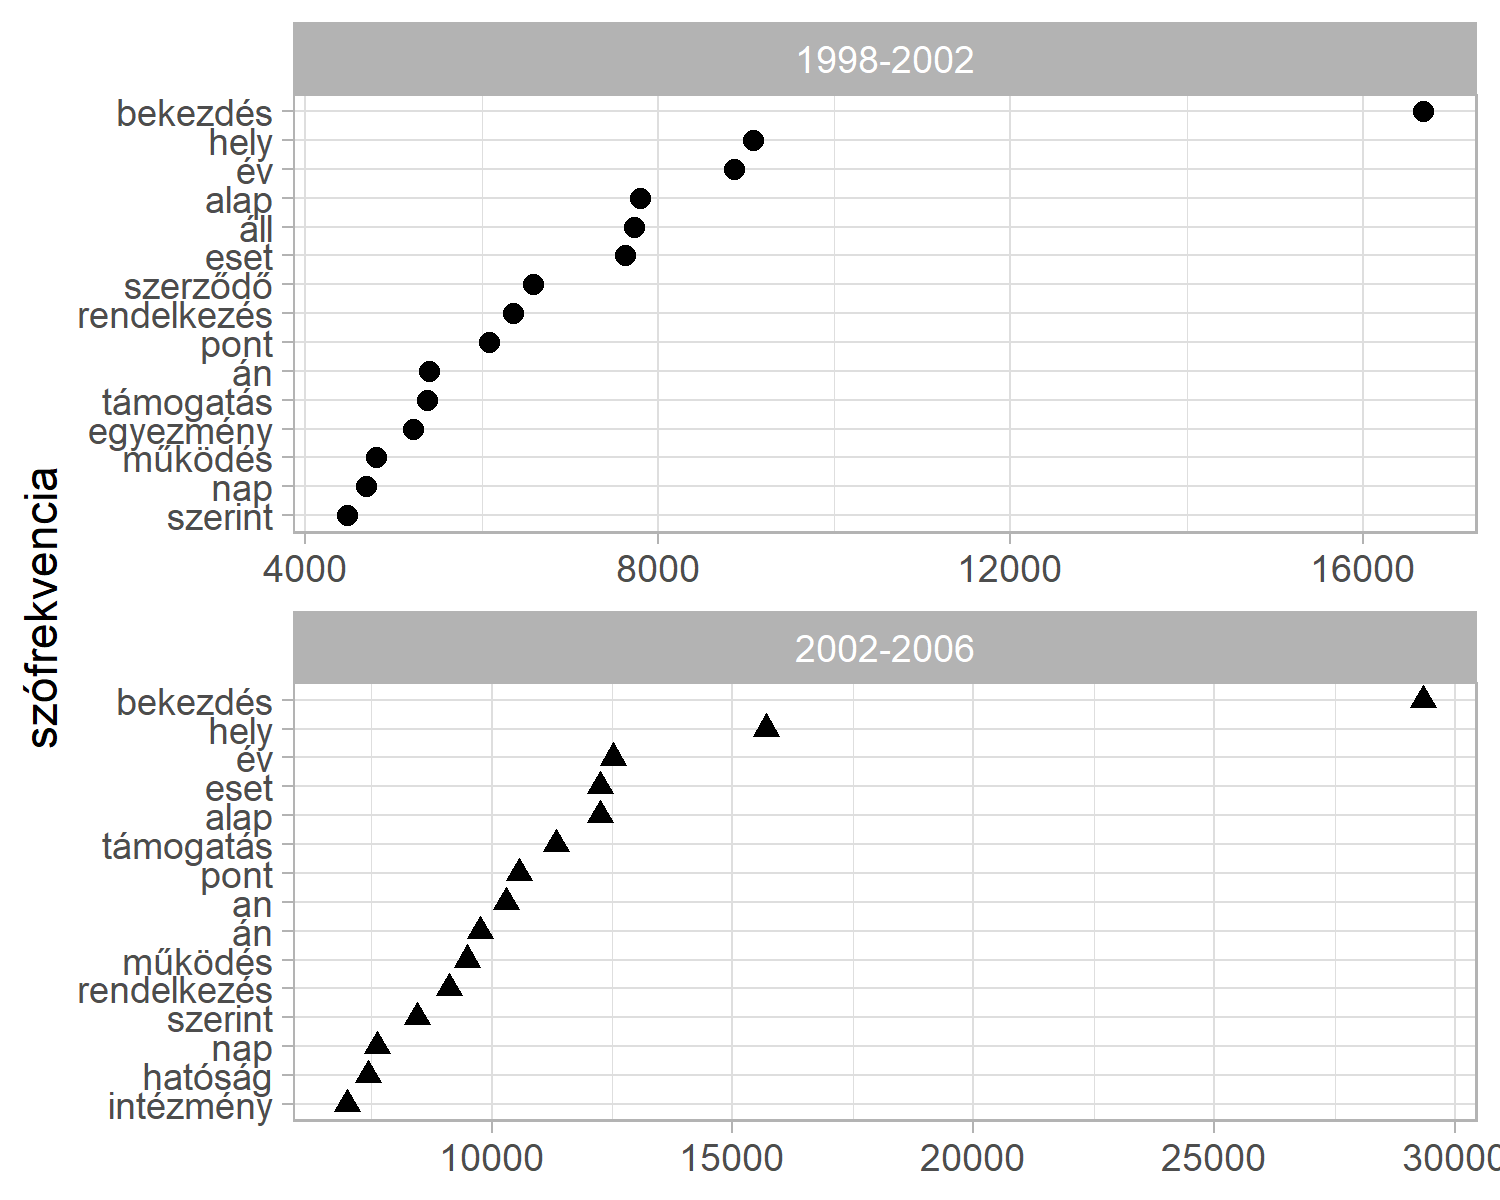 szófrekvencia
1998-2002
bekezdés
hely
év
alap
áll
eset
szerződő
rendelkezés
pont
án
támogatás
egyezmény
működés
nap
szerint
4000 8000 12000 16000
2002-2006
bekezdés
hely
év
eset
alap
támogatás
pont
an
án
működés
rendelkezés
szerint
nap
hatóság
intézmény
10000 15000 20000 25000 30000